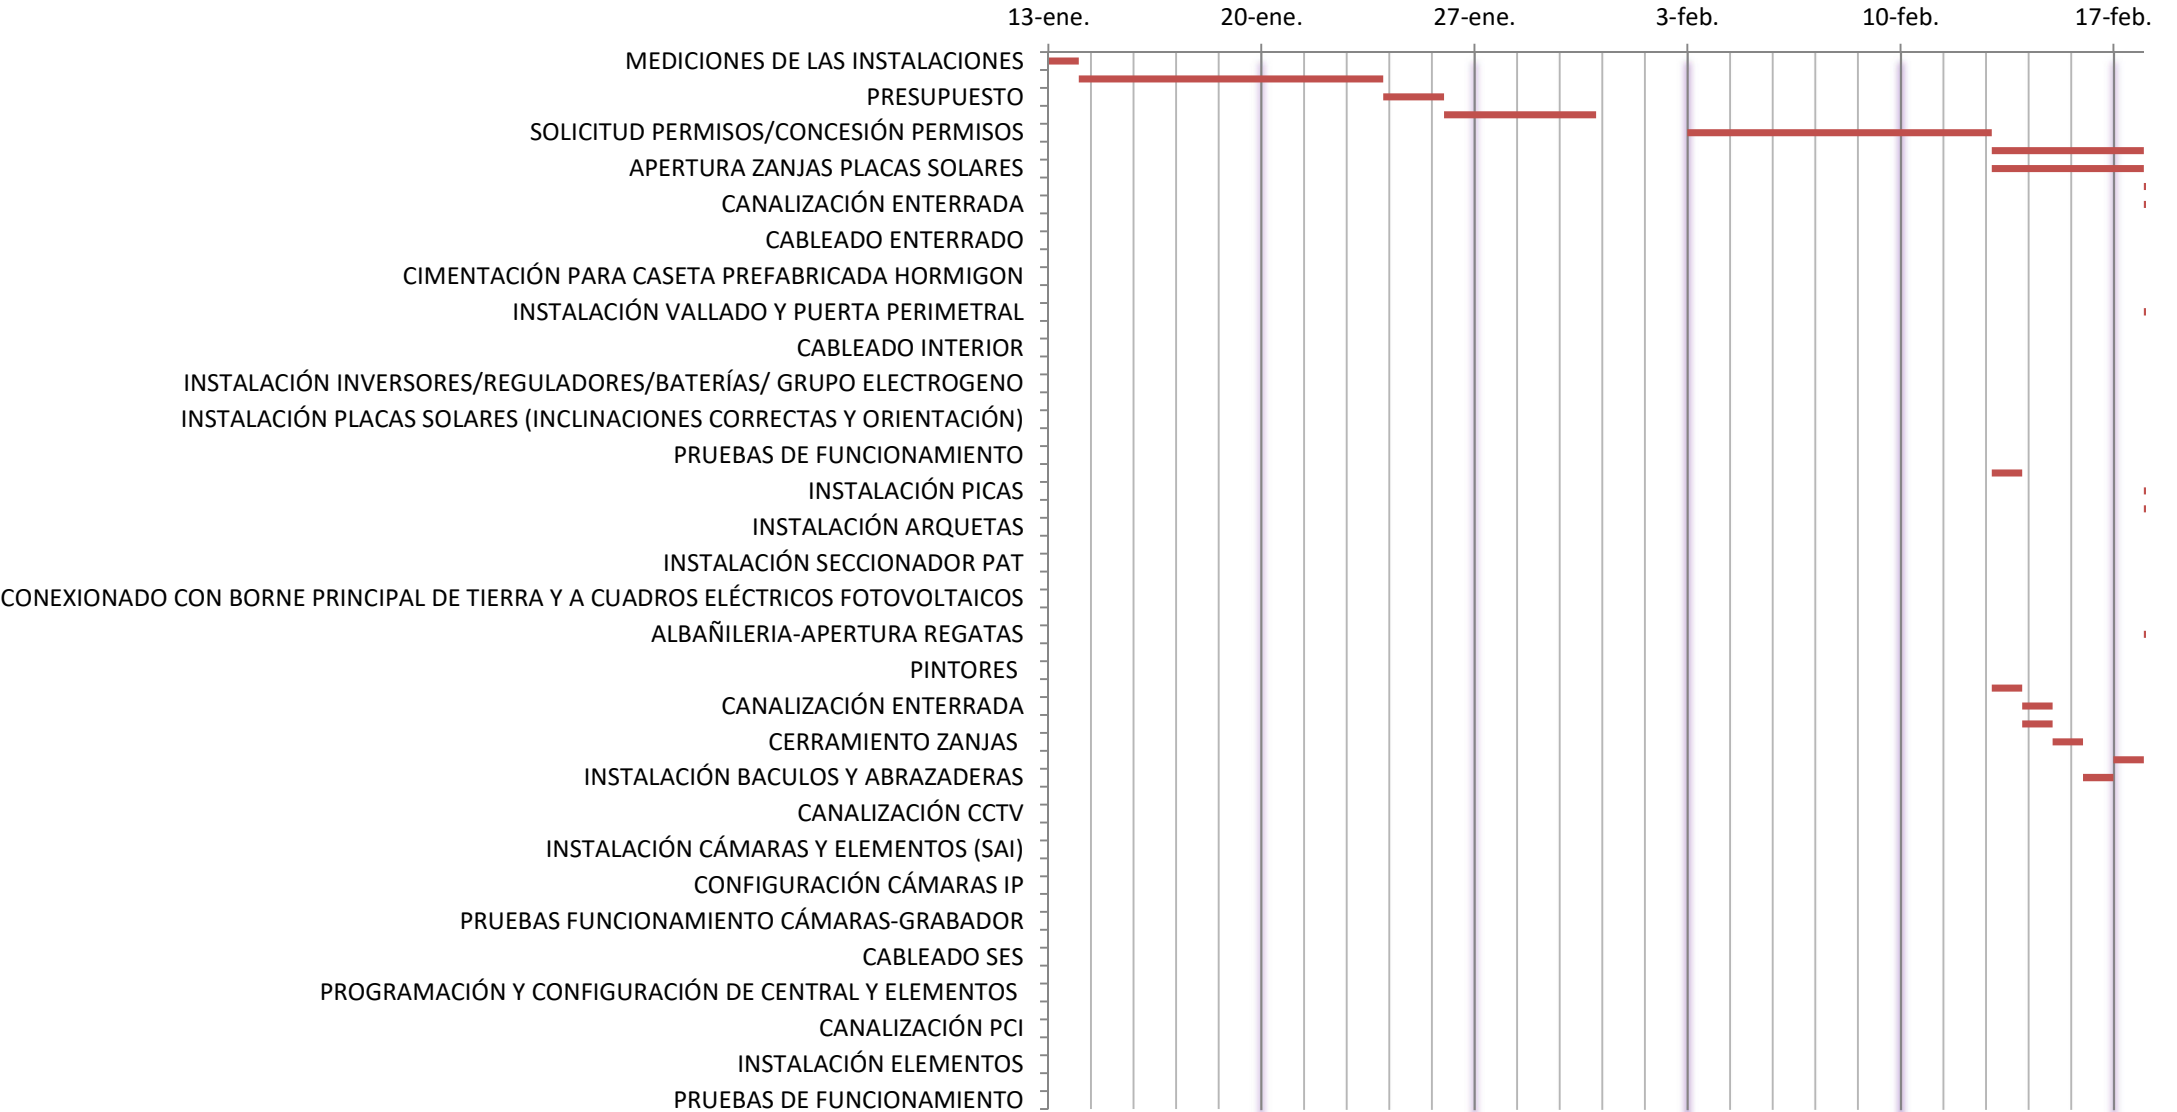 13-ene. 20-ene. 27-ene. 3-feb. 10-feb. 17-feb.
MEDICIONES DE LAS INSTALACIONES
PRESUPUESTO
SOLICITUD PERMISOS/CONCESIÓN PERMISOS
APERTURA ZANJAS PLACAS SOLARES
CANALIZACIÓN ENTERRADA
CABLEADO ENTERRADO
CIMENTACIÓN PARA CASETA PREFABRICADA HORMIGON
INSTALACIÓN VALLADO Y PUERTA PERIMETRAL
CABLEADO INTERIOR
INSTALACIÓN INVERSORES/REGULADORES/BATERÍAS/ GRUPO ELECTROGENO
INSTALACIÓN PLACAS SOLARES (INCLINACIONES CORRECTAS Y ORIENTACIÓN)
PRUEBAS DE FUNCIONAMIENTO
INSTALACIÓN PICAS
INSTALACIÓN ARQUETAS
INSTALACIÓN SECCIONADOR PAT
CONEXIONADO CON BORNE PRINCIPAL DE TIERRA Y A CUADROS ELÉCTRICOS FOTOVOLTAICOS
ALBAÑILERIA-APERTURA REGATAS
PINTORES
CANALIZACIÓN ENTERRADA
CERRAMIENTO ZANJAS
INSTALACIÓN BACULOS Y ABRAZADERAS
CANALIZACIÓN CCTV
INSTALACIÓN CÁMARAS Y ELEMENTOS (SAI)
CONFIGURACIÓN CÁMARAS IP
PRUEBAS FUNCIONAMIENTO CÁMARAS-GRABADOR
CABLEADO SES
PROGRAMACIÓN Y CONFIGURACIÓN DE CENTRAL Y ELEMENTOS
CANALIZACIÓN PCI
INSTALACIÓN ELEMENTOS
PRUEBAS DE FUNCIONAMIENTO